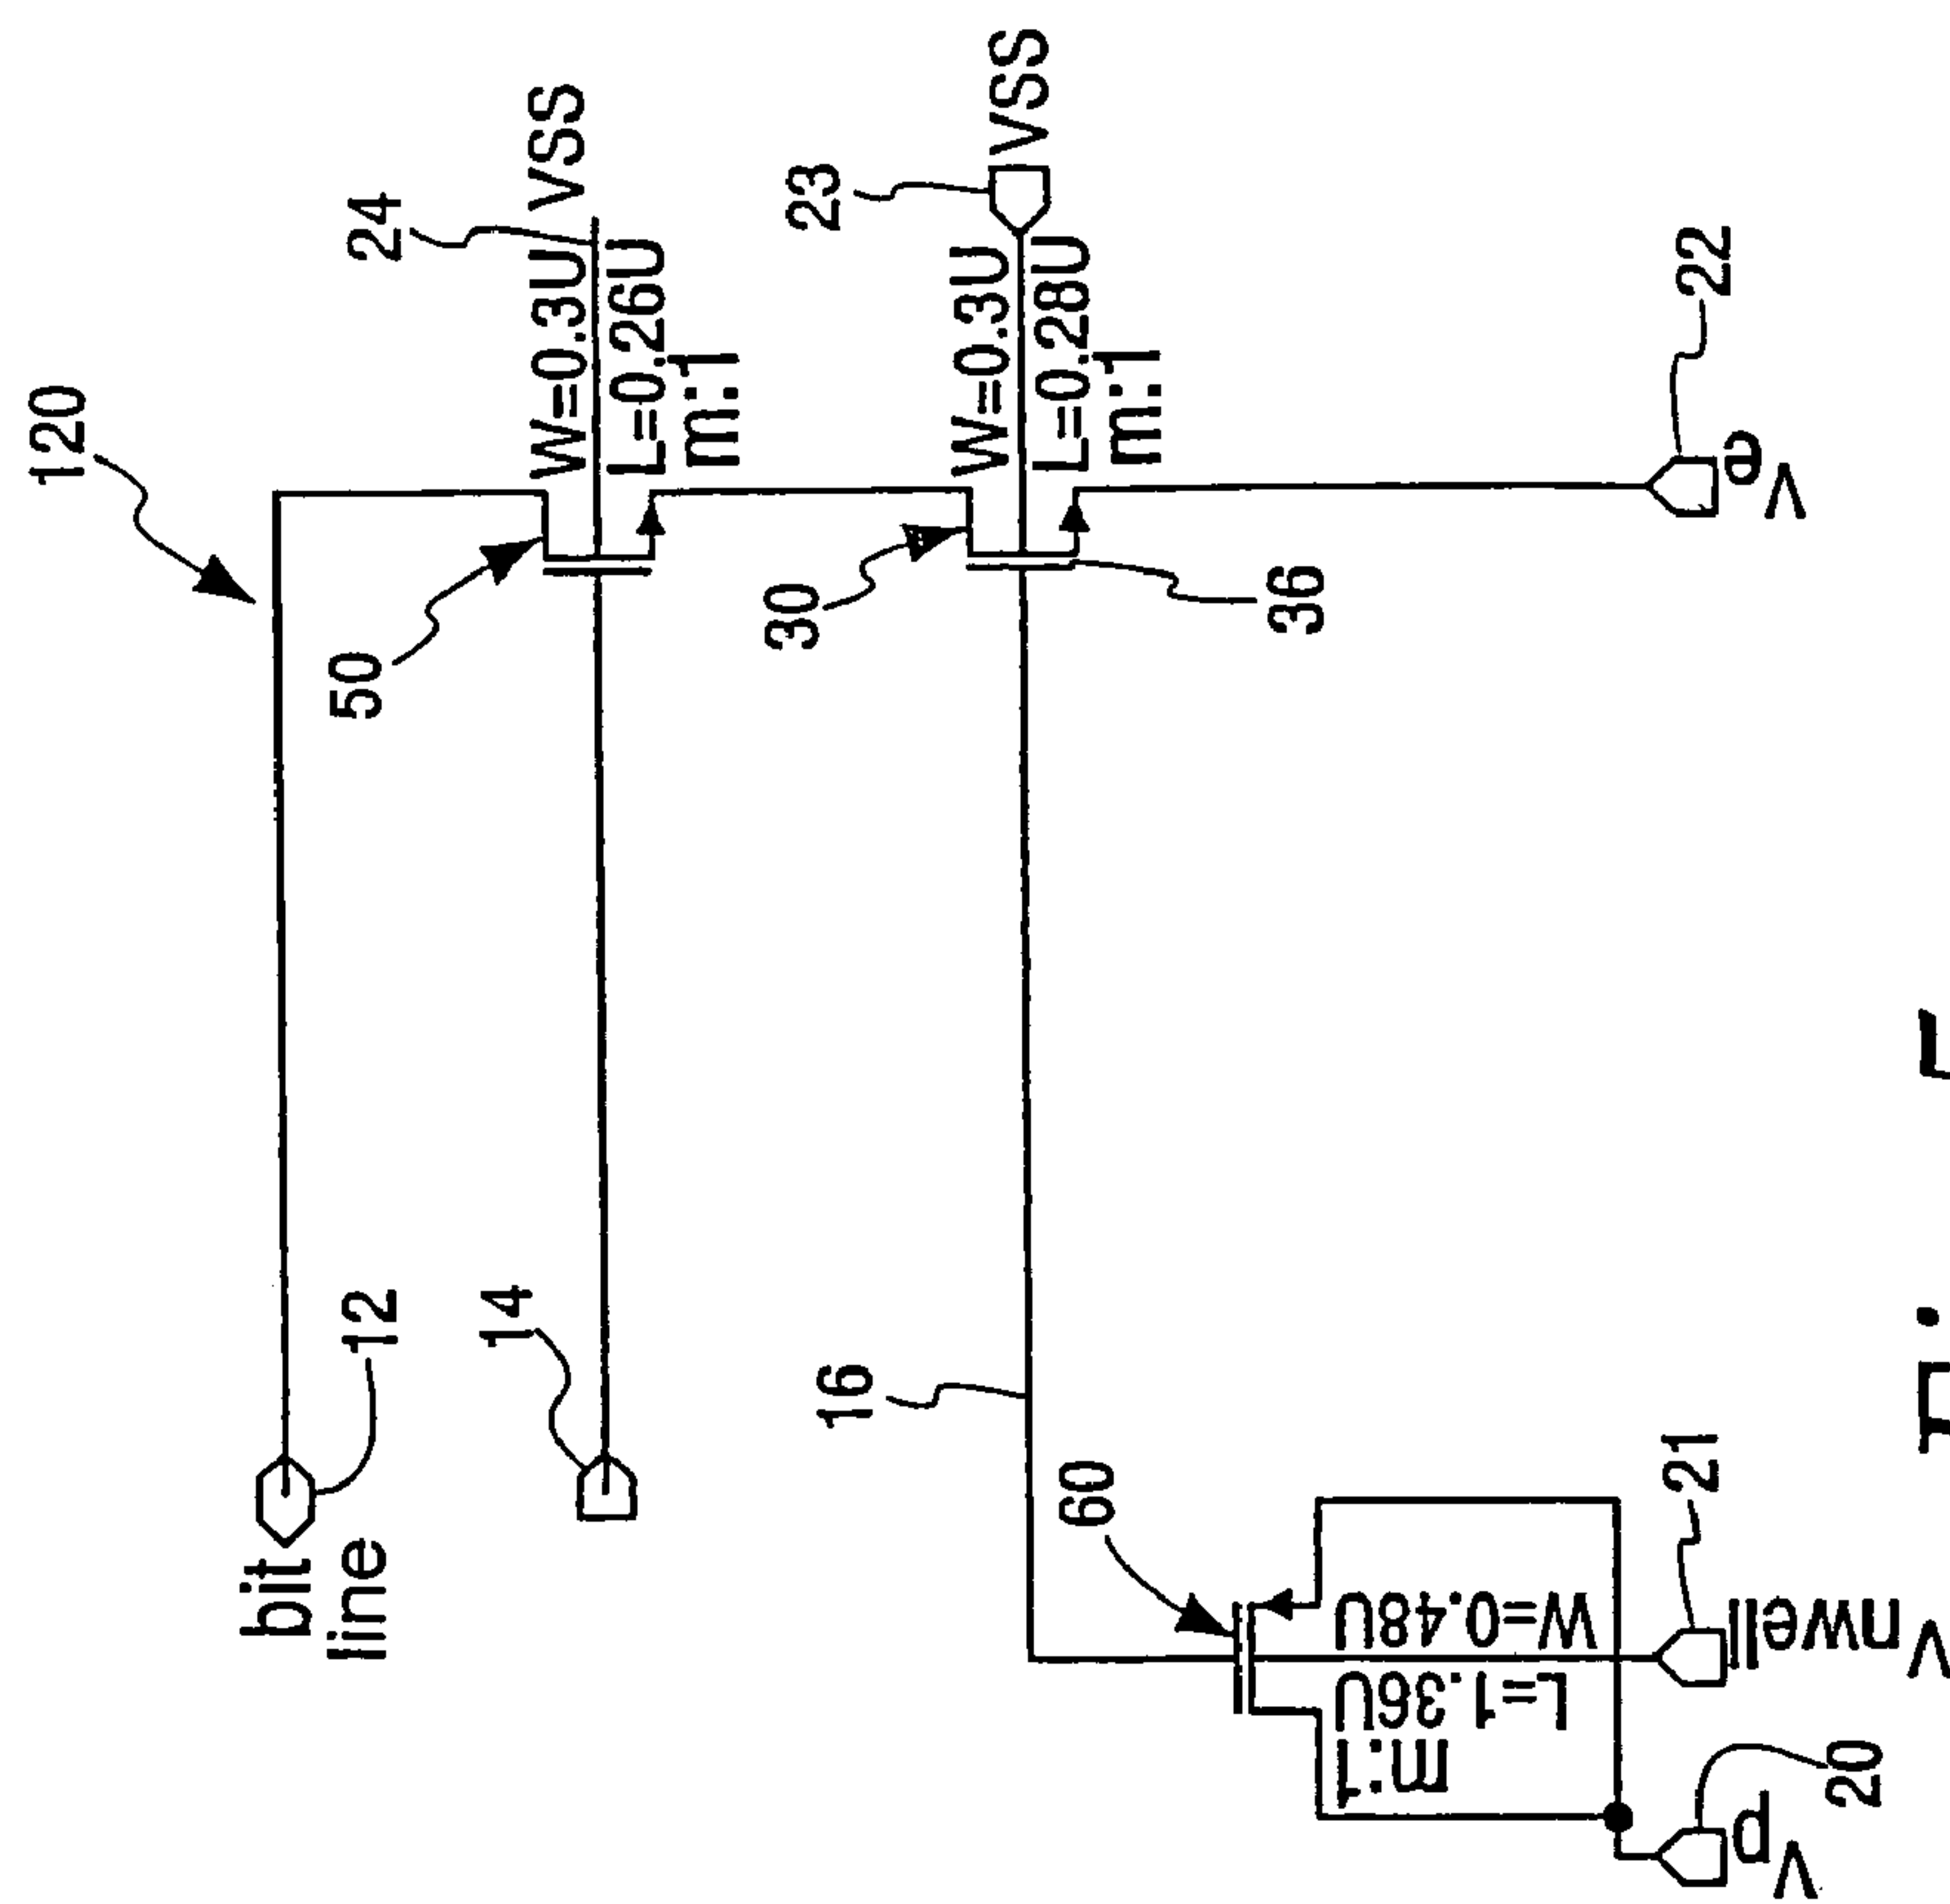 120
bit
line
12
50
24
14
W=0.3U
VSS
L=0.26U
m:1
30
23
16
W=0.3U
VSS
L=0.28U
m:1
60
36
W=0.48U
L=1.36U
m:1
21
22
Ve
Vnwell
Vp
20